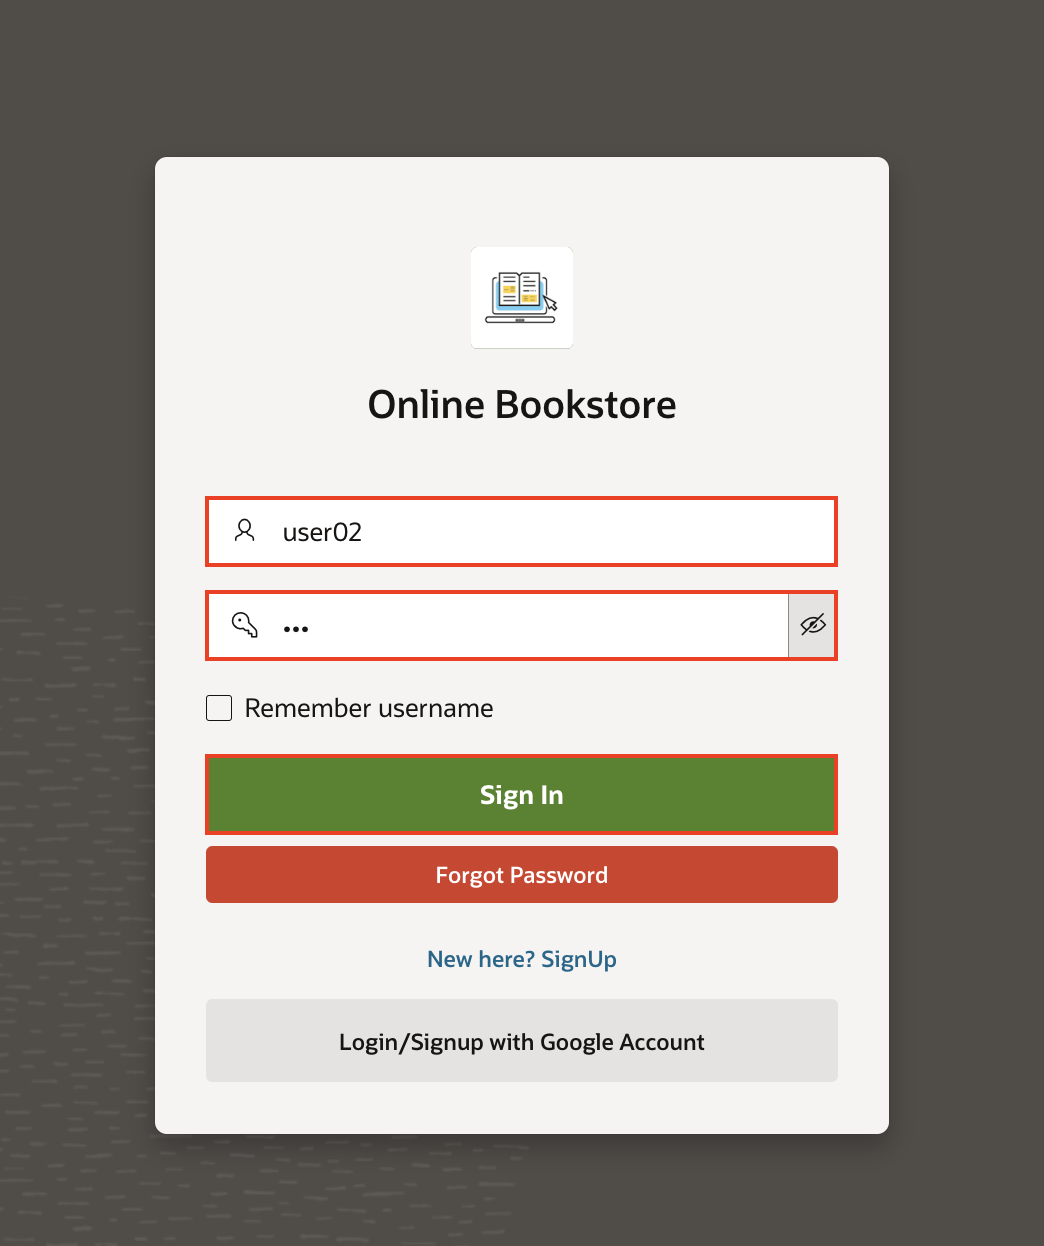 Online Bookstore
user02
•••
Remember username
Sign In
Forgot Password
New here? SignUp
Login/Signup with Google Account